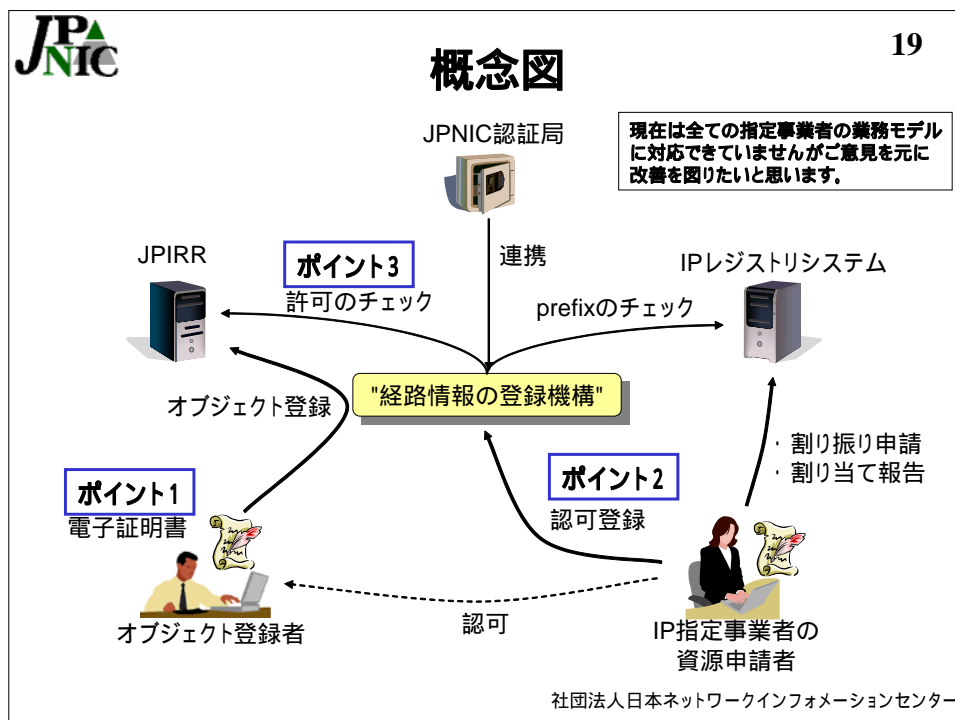 JPNIC
19
概念図
現在は全ての指定事業者の業務モデル
に対応できていませんがご意見を元に
改善を図りたいと思います。
JPNIC認証局
JPIRR
ポイント3
許可のチェック
連携
IPレジストリシステム
prefixのチェック
"経路情報の登録機構"
オブジェクト登録
・割り振り申請
・割り当て報告
ポイント1
電子証明書
ポイント2
認可登録
オブジェクト登録者
認可
IP指定事業者の
資源申請者
社団法人日本ネットワークインフォメーションセンター